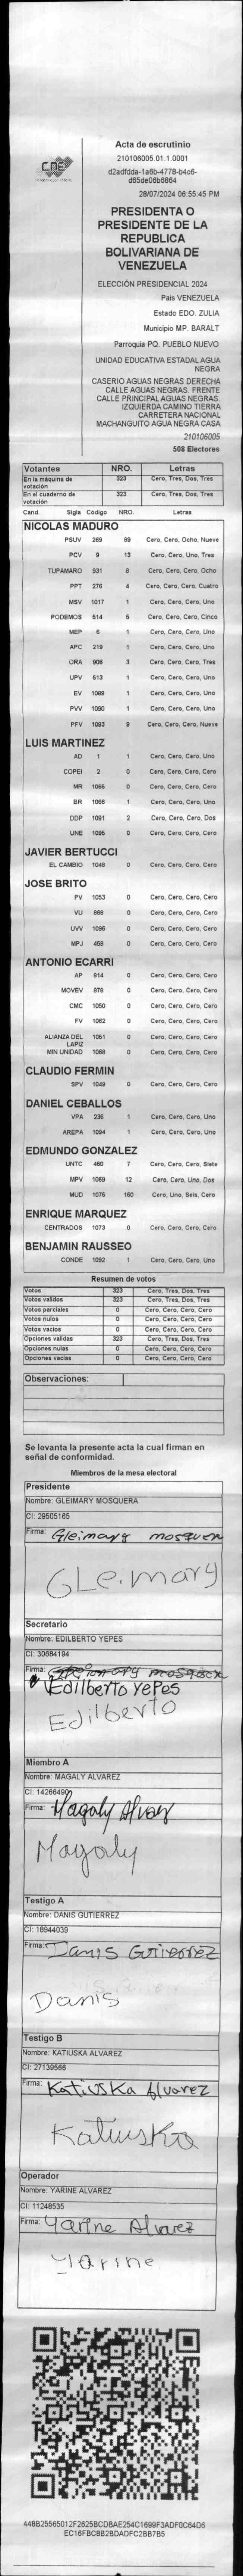 CNE
Acta de escrutinio
210106005.01.1.0001
d2adfdda-1a6b-4778-b4c6-
d65de06b6864
28/07/2024 06:55:45 PM
PRESIDENTA O
PRESIDENTE DE LA
REPUBLICA
BOLIVARIANA DE
VENEZUELA
ELECCIÓN PRESIDENCIAL 2024
Pais VENEZUELA
Estado EDO. ZULIA
Municipio MP. BARALT
Parroquia PQ. PUEBLO NUEVO
UNIDAD EDUCATIVA ESTADAL AGUA
NEGRA
CASERIO AGUAS NEGRAS DERECHA
CALLE AGUAS NEGRAS. FRENTE
CALLE PRINCIPAL AGUAS NEGRAS.
IZQUIERDA CAMINO TIERRA
CARRETERA NACIONAL
MACHANGUITO AGUA NEGRA CASA
210106005
508 Electores
Votantes NRO. Letras
En la máquina de votación 323 Cero, Tres, Dos, Tres
En el cuaderno de votación 323 Cero, Tres, Dos, Tres
Cand. Sigla Código NRO. Letras
NICOLAS MADURO
PSUV 269 89 Cero, Cero, Ocho, Nueve
PCV 9 13 Cero, Cero, Uno, Tres
TUPAMARO 931 8 Cero, Cero, Cero, Ocho
PPT 276 4 Cero, Cero, Cero, Cuatro
MSV 1017 1 Cero, Cero, Cero, Uno
PODEMOS 514 5 Cero, Cero, Cero, Cinco
MEP 6 1 Cero, Cero, Cero, Uno
APC 219 1 Cero, Cero, Cero, Uno
ORA 906 3 Cero, Cero, Cero, Tres
UPV 613 1 Cero, Cero, Cero, Uno
EV 1089 1 Cero, Cero, Cero, Uno
PVV 1090 1 Cero, Cero, Cero, Uno
PFV 1093 9 Cero, Cero, Cero, Nueve
LUIS MARTINEZ
AD 1 1 Cero, Cero, Cero, Uno
COPEI 2 0 Cero, Cero, Cero, Cero
MR 1065 0 Cero, Cero, Cero, Cero
BR 1066 1 Cero, Cero, Cero, Uno
DDP 1091 2 Cero, Cero, Cero, Dos
UNE 1095 0 Cero, Cero, Cero, Cero
JAVIER BERTUCCI
EL CAMBIO 1048 0 Cero, Cero, Cero, Cero
JOSE BRITO
PV 1053 0 Cero, Cero, Cero, Cero
VU 868 0 Cero, Cero, Cero, Cero
UVV 1096 0 Cero, Cero, Cero, Cero
MPJ 458 0 Cero, Cero, Cero, Cero
ANTONIO ECARRI
AP 814 0 Cero, Cero, Cero, Cero
MOVEV 878 0 Cero, Cero, Cero, Cero
CMC 1050 0 Cero, Cero, Cero, Cero
FV 1062 0 Cero, Cero, Cero, Cero
ALIANZA DEL LAPIZ 1051 0 Cero, Cero, Cero, Cero
MIN UNIDAD 1068 0 Cero, Cero, Cero, Cero
CLAUDIO FERMIN
SPV 1049 0 Cero, Cero, Cero, Cero
DANIEL CEBALLOS
VPA 236 1 Cero, Cero, Cero, Uno
AREPA 1094 1 Cero, Cero, Cero, Uno
EDMUNDO GONZALEZ
UNTC 460 7 Cero, Cero, Cero, Siete
MPV 1069 12 Cero, Cero, Uno, Dos
MUD 1075 160 Cero, Uno, Seis, Cero
ENRIQUE MARQUEZ
CENTRADOS 1073 0 Cero, Cero, Cero, Cero
BENJAMIN RAUSSEO
CONDE 1092 1 Cero, Cero, Cero, Uno
Resumen de votos
Votos 323 Cero, Tres, Dos, Tres
Votos validos 323 Cero, Tres, Dos, Tres
Votos parciales 0 Cero, Cero, Cero, Cero
Votos nulos 0 Cero, Cero, Cero, Cero
Votos vacios 0 Cero, Cero, Cero, Cero
Opciones validas 323 Cero, Tres, Dos, Tres
Opciones nulas 0 Cero, Cero, Cero, Cero
Opciones vacias 0 Cero, Cero, Cero, Cero
Observaciones:
Se levanta la presente acta la cual firman en
señal de conformidad.
Miembros de la mesa electoral
Presidente
Nombre: GLEIMARY MOSQUERA
CI: 29505165
Firma: Gleimary mosquera
GLeimary
Secretario
Nombre: EDILBERTO YEPES
CI: 30684194
Firma:
Edilberto Yepes
Edilberto
Miembro A
Nombre: MAGALY ALVAREZ
CI: 14266490
Firma: Magaly Alvarez
Magaly
Testigo A
Nombre: DANIS GUTIERREZ
CI: 18944039
Firma: Danis Gutierrez
Danis
Testigo B
Nombre: KATIUSKA ALVAREZ
CI: 27139566
Firma: Katiuska Alvarez
Katiuska
Operador
Nombre: YARINE ALVAREZ
CI: 11248535
Firma: Yarine Alvarez
Yarine
448B25565012F2625BCDBAE254C1699F3ADF0C64D6
EC16FBC8B2BDADFC2BB7B5